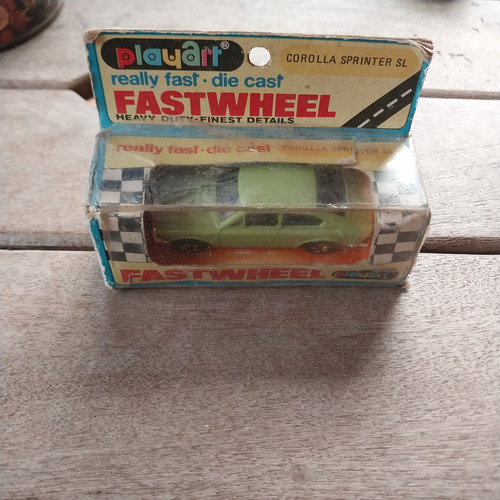 playart®
COROLLA SPRINTER SL
really fast · die cast
FASTWHEEL
HEAVY DUTY · FINEST DETAILS
really fast · die cast
COROLLA SPRINTER SL
FASTWHEEL
playart